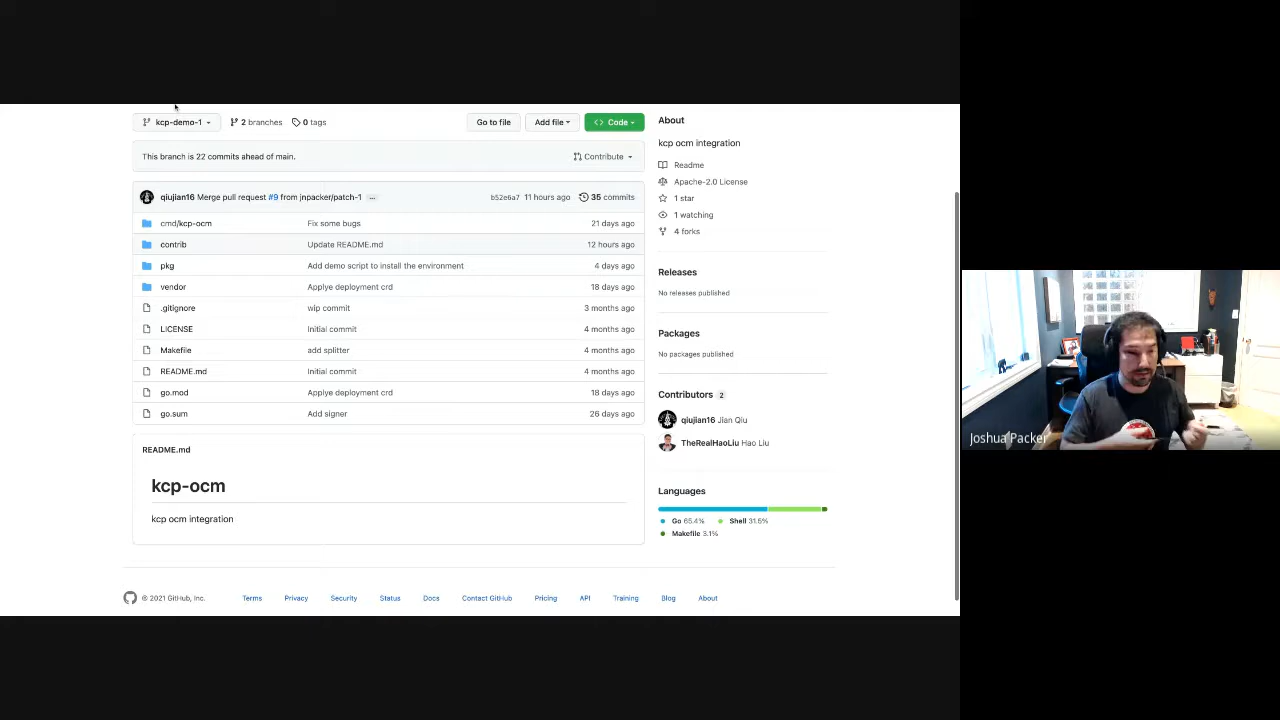 kcp-demo-1
2 branches
0 tags
Go to file
Add file
Code
This branch is 22 commits ahead of main.
Contribute
qiujian16 Merge pull request #9 from jnpacker/patch-1 ...
b52e6a7 11 hours ago
35 commits
cmd/kcp-ocm Fix some bugs 21 days ago
contrib Update README.md 12 hours ago
pkg Add demo script to install the environment 4 days ago
vendor Applye deployment crd 18 days ago
.gitignore wip commit 3 months ago
LICENSE Initial commit 4 months ago
Makefile add splitter 4 months ago
README.md Initial commit 4 months ago
go.mod Applye deployment crd 18 days ago
go.sum Add signer 26 days ago
README.md
kcp-ocm
kcp ocm integration
About
kcp ocm integration
Readme
Apache-2.0 License
1 star
1 watching
4 forks
Releases
No releases published
Packages
No packages published
Contributors 2
qiujian16 Jian Qiu
TheRealHaoLiu Hao Liu
Languages
Go 65.4%
Shell 31.5%
Makefile 3.1%
© 2021 GitHub, Inc.
Terms
Privacy
Security
Status
Docs
Contact GitHub
Pricing
API
Training
Blog
About
Joshua Packer